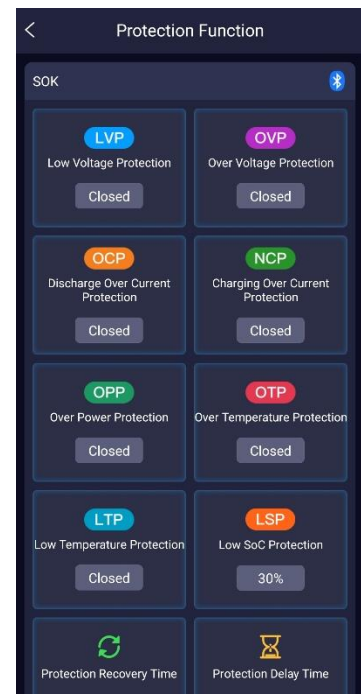 Protection Function
SOK
LVP
Low Voltage Protection
Closed
OVP
Over Voltage Protection
Closed
OCP
Discharge Over Current
Protection
Closed
NCP
Charging Over Current
Protection
Closed
OPP
Over Power Protection
Closed
OTP
Over Temperature Protection
Closed
LTP
Low Temperature Protection
Closed
LSP
Low SoC Protection
30%
Protection Recovery Time
Protection Delay Time